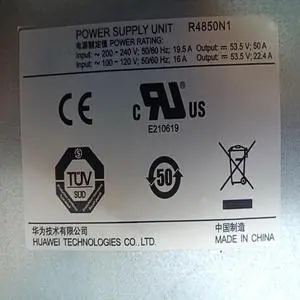 POWER SUPPLY UNIT R4850N1
电源制定值 POWER RATING:
Input: ~ 200 - 240 V; 50/60 Hz; 19.5 A Output: ⎓ 53.5 V; 50 A
Input: ~ 100 - 120 V; 50/60 Hz; 16 A Output: ⎓ 53.5 V; 22.4 A
CE
c RU US
E210619
TÜV
SÜD
50
华为技术有限公司 中国制造
HUAWEI TECHNOLOGIES CO.,LTD. MADE IN CHINA